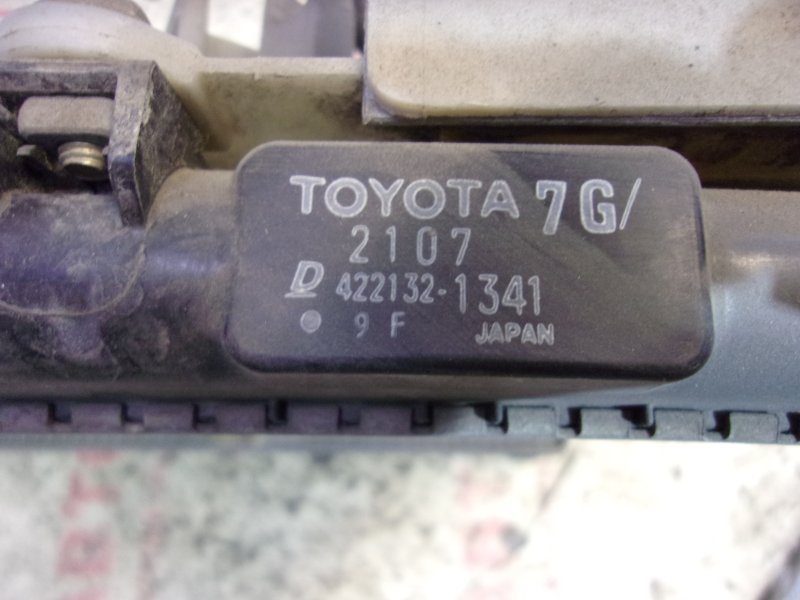 TOYOTA 7G/
2107
D 422132-1341
9 F JAPAN